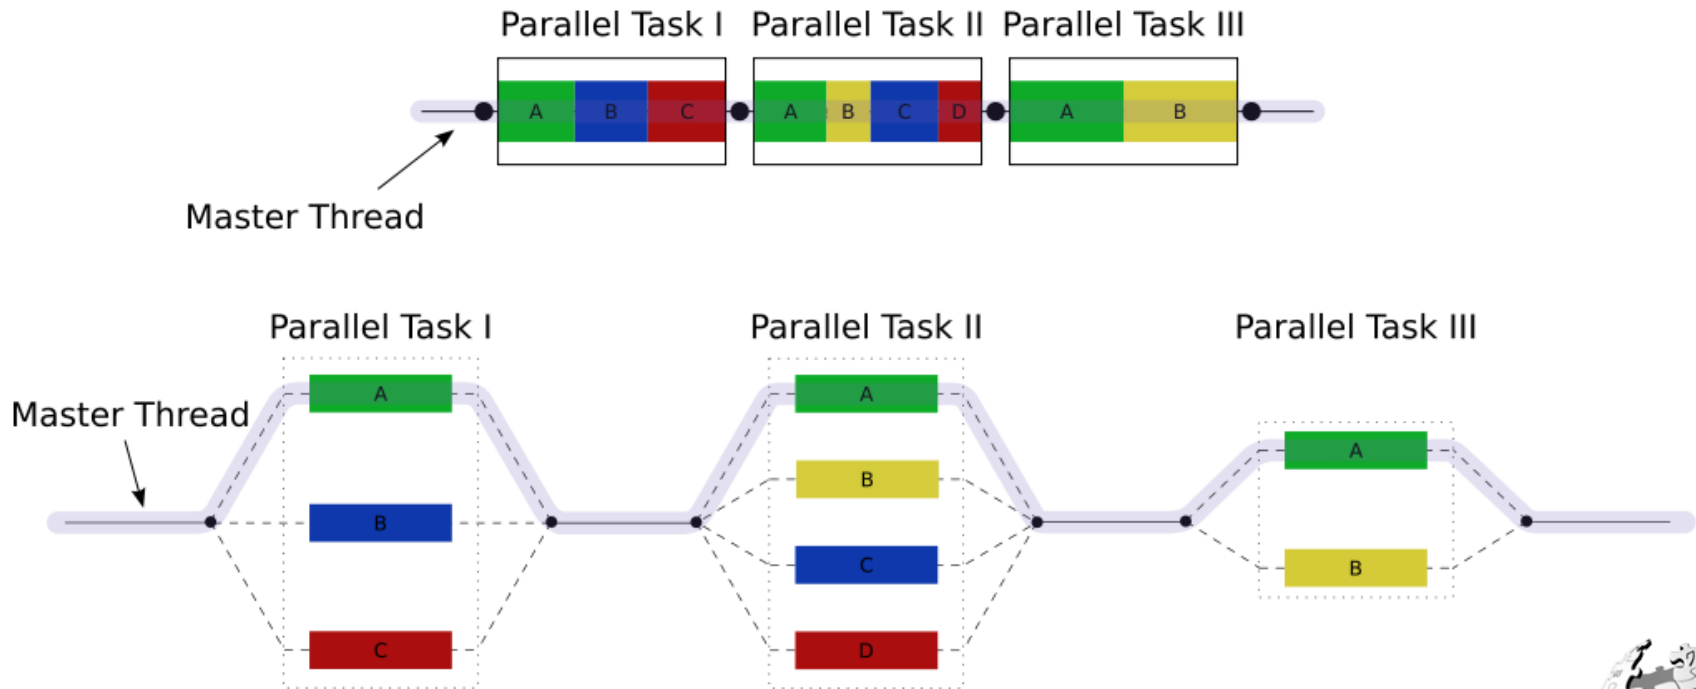 Parallel Task I
Parallel Task II
Parallel Task III
A
B
C
A
B
C
D
A
B
Master Thread
Parallel Task I
Parallel Task II
Parallel Task III
Master Thread
A
B
C
A
B
C
D
A
B